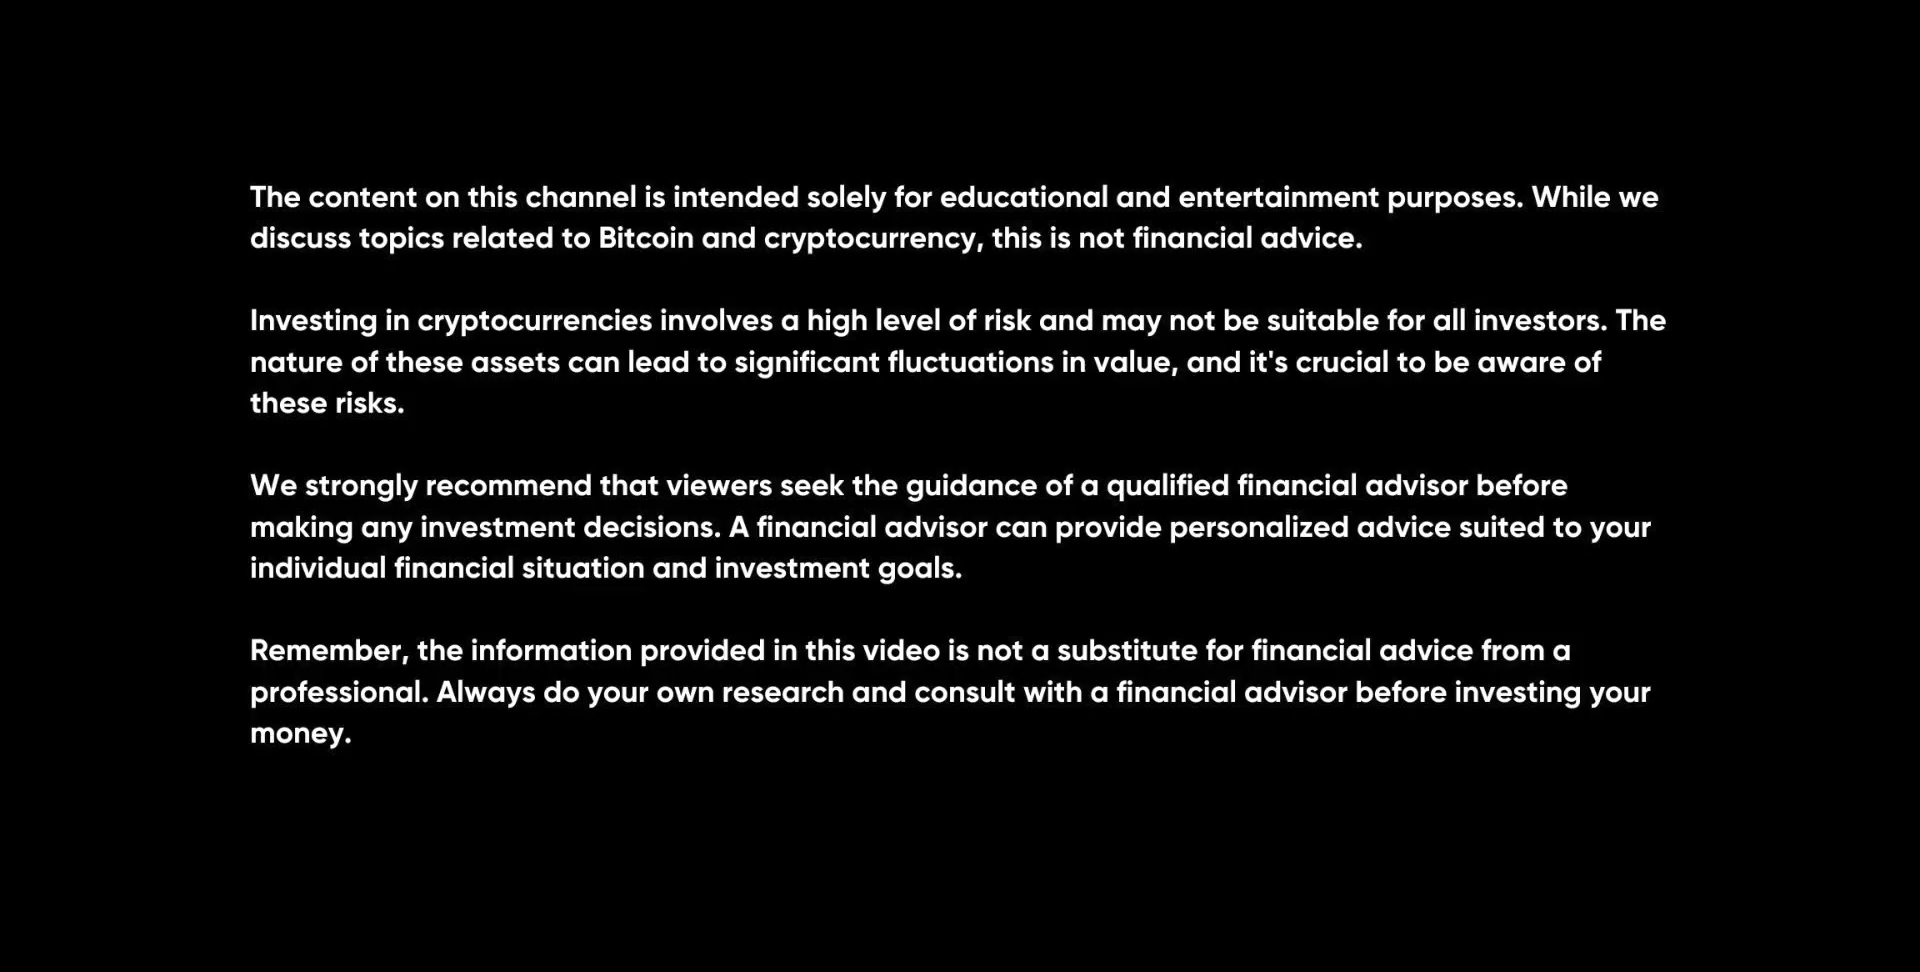 The content on this channel is intended solely for educational and entertainment purposes. While we
discuss topics related to Bitcoin and cryptocurrency, this is not financial advice.
Investing in cryptocurrencies involves a high level of risk and may not be suitable for all investors. The
nature of these assets can lead to significant fluctuations in value, and it's crucial to be aware of
these risks.
We strongly recommend that viewers seek the guidance of a qualified financial advisor before
making any investment decisions. A financial advisor can provide personalized advice suited to your
individual financial situation and investment goals.
Remember, the information provided in this video is not a substitute for financial advice from a
professional. Always do your own research and consult with a financial advisor before investing your
money.